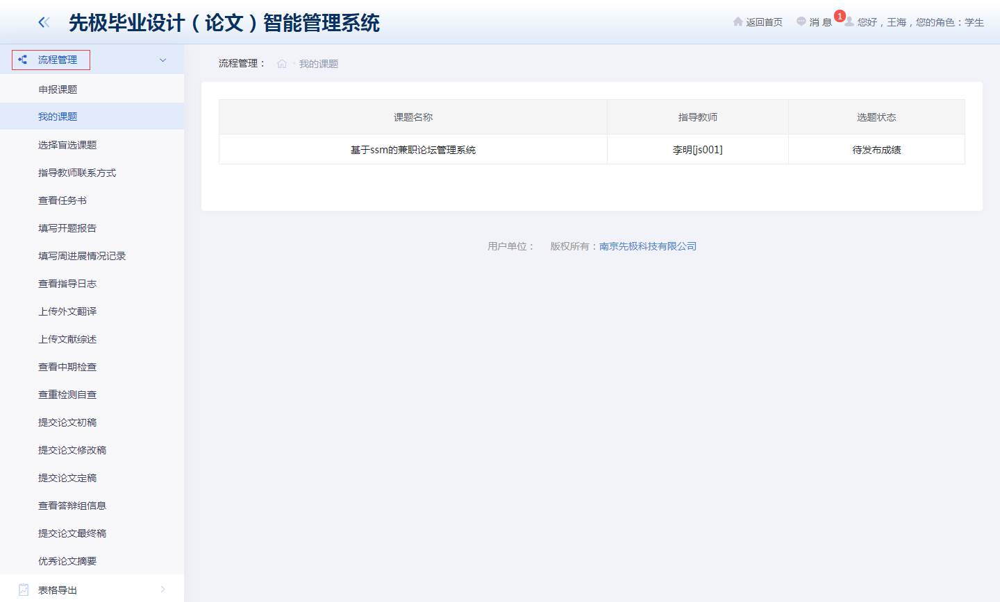 先极毕业设计（论文）智能管理系统
返回首页 消 息 1 您好，王海，您的角色：学生
流程管理
申报课题
我的课题
选择盲选课题
指导教师联系方式
查看任务书
填写开题报告
填写周进展情况记录
查看指导日志
上传外文翻译
上传文献综述
查看中期检查
查重检测自查
提交论文初稿
提交论文修改稿
提交论文定稿
查看答辩组信息
提交论文最终稿
优秀论文摘要
表格导出
流程管理： 我的课题
课题名称 指导教师 选题状态
基于ssm的兼职论坛管理系统 李明[js001] 待发布成绩
用户单位： 版权所有：南京先极科技有限公司